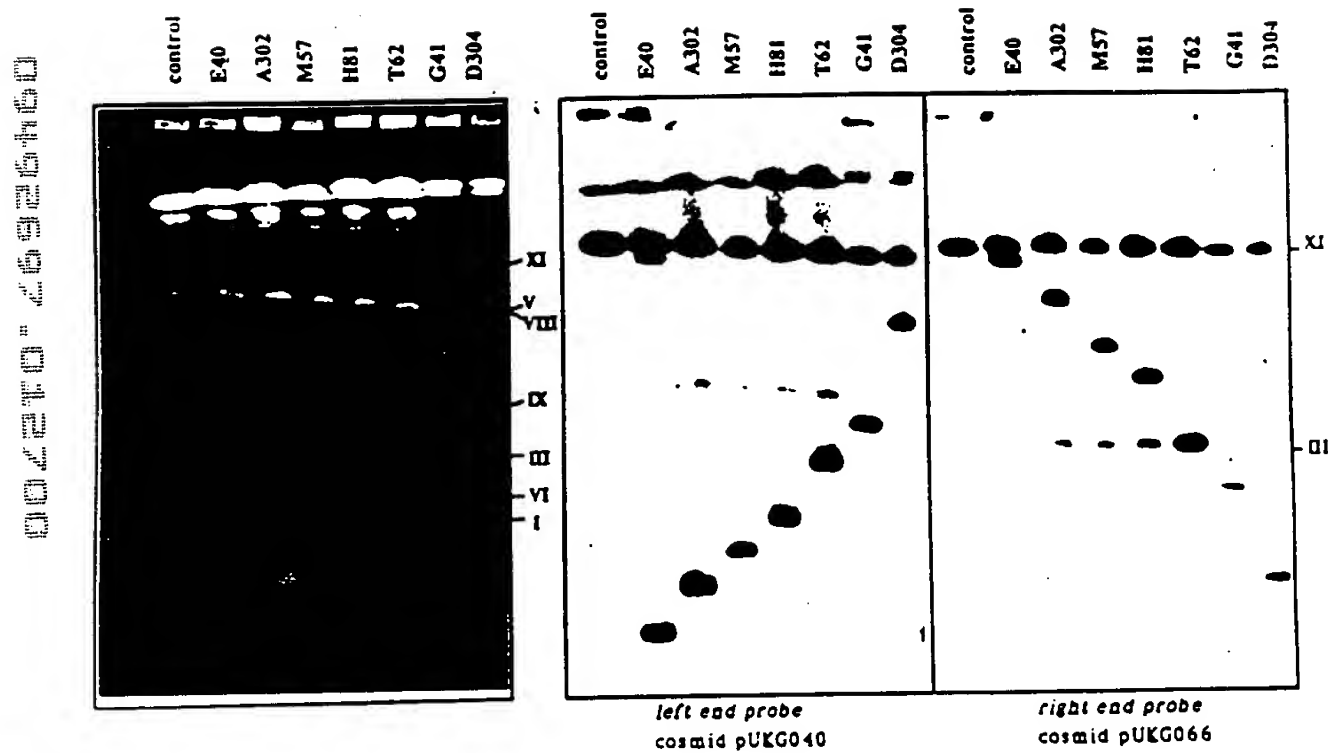 09492697.012700
control E40 A302 M57 H81 T62 G41 D304
control E40 A302 M57 H81 T62 G41 D304
control E40 A302 M57 H81 T62 G41 D304
XI
V
VIII
IX
III
VI
I
XI
III
1
left end probe
cosmid pUKG040
right end probe
cosmid pUKG066